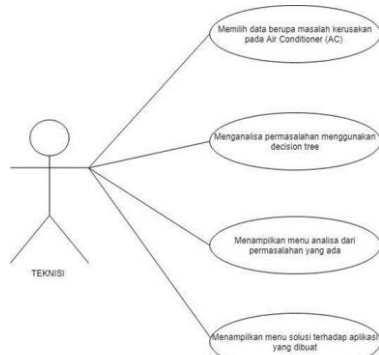 Memilih data berupa masalah kerusakan
pada Air Conditioner (AC)
Menganalisa permasalahan menggunakan
decision tree
Menampilkan menu analisa dari
permasalahan yang ada
TEKNISI
Menampilkan menu solusi terhadap aplikasi
yang dibuat